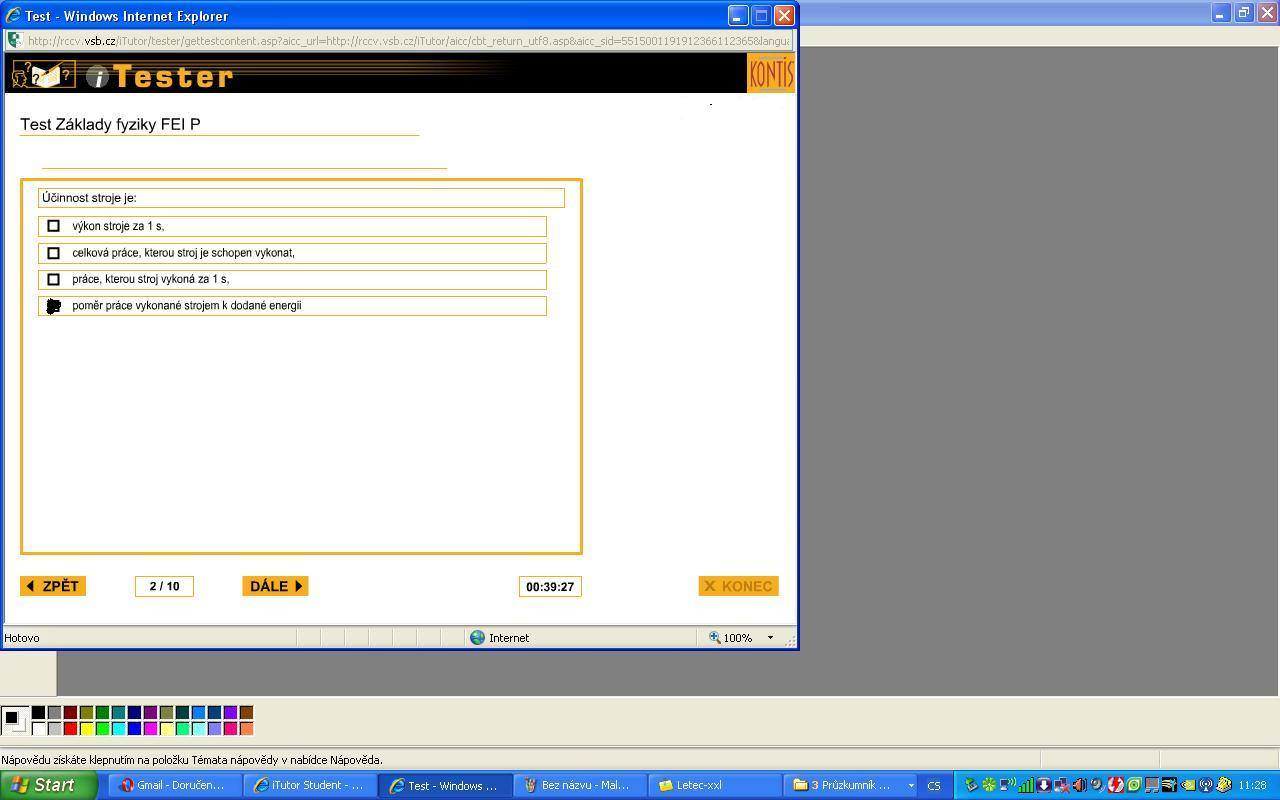 Test - Windows Internet Explorer
http://rccv.vsb.cz/iTutor/tester/gettestcontent.asp?aicc_url=http://rccv.vsb.cz/iTutor/aicc/cbt_return_utf8.asp&aicc_sid=5515001191912366112365&langua
iTester
KONTIS
Test Základy fyziky FEI P
Účinnost stroje je:
výkon stroje za 1 s,
celková práce, kterou stroj je schopen vykonat,
práce, kterou stroj vykoná za 1 s,
poměr práce vykonané strojem k dodané energii
ZPĚT 2 / 10 DÁLE 00:39:27 X KONEC
Hotovo Internet 100%
Nápovědu získáte klepnutím na položku Témata nápovědy v nabídce Nápověda.
Start Gmail - Doručen... iTutor Student - ... Test - Windows ... Bez názvu - Mal... Letec-xxl 3 Průzkumník ... CS 11:28